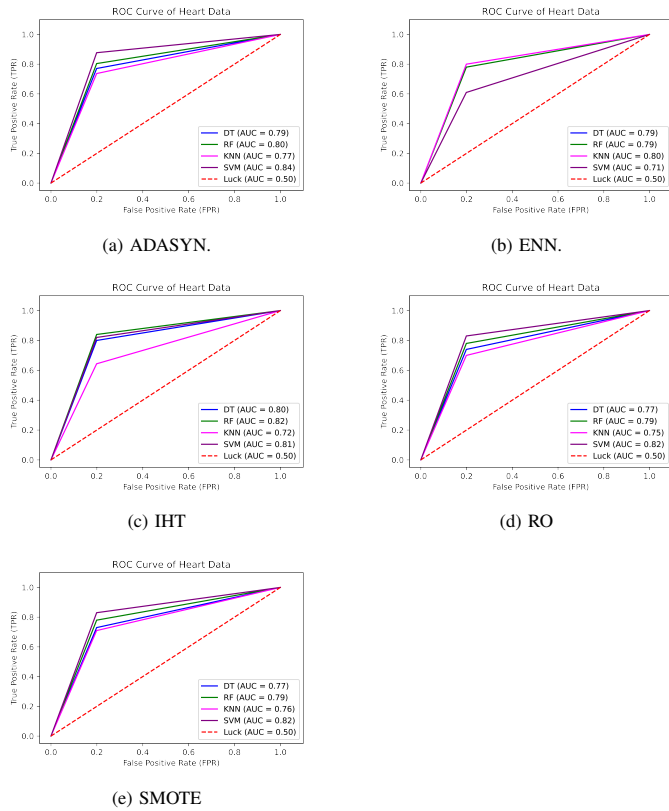 ROC Curve of Heart Data
True Positive Rate (TPR)
1.0
0.8
0.6
0.4
0.2
0.0
DT (AUC = 0.79)
RF (AUC = 0.80)
KNN (AUC = 0.77)
SVM (AUC = 0.84)
Luck (AUC = 0.50)
0.0 0.2 0.4 0.6 0.8 1.0
False Positive Rate (FPR)
(a) ADASYN.
ROC Curve of Heart Data
True Positive Rate (TPR)
1.0
0.8
0.6
0.4
0.2
0.0
DT (AUC = 0.79)
RF (AUC = 0.79)
KNN (AUC = 0.80)
SVM (AUC = 0.71)
Luck (AUC = 0.50)
0.0 0.2 0.4 0.6 0.8 1.0
False Positive Rate (FPR)
(b) ENN.
ROC Curve of Heart Data
True Positive Rate (TPR)
1.0
0.8
0.6
0.4
0.2
0.0
DT (AUC = 0.80)
RF (AUC = 0.82)
KNN (AUC = 0.72)
SVM (AUC = 0.81)
Luck (AUC = 0.50)
0.0 0.2 0.4 0.6 0.8 1.0
False Positive Rate (FPR)
(c) IHT
ROC Curve of Heart Data
True Positive Rate (TPR)
1.0
0.8
0.6
0.4
0.2
0.0
DT (AUC = 0.77)
RF (AUC = 0.79)
KNN (AUC = 0.75)
SVM (AUC = 0.82)
Luck (AUC = 0.50)
0.0 0.2 0.4 0.6 0.8 1.0
False Positive Rate (FPR)
(d) RO
ROC Curve of Heart Data
True Positive Rate (TPR)
1.0
0.8
0.6
0.4
0.2
0.0
DT (AUC = 0.77)
RF (AUC = 0.79)
KNN (AUC = 0.76)
SVM (AUC = 0.82)
Luck (AUC = 0.50)
0.0 0.2 0.4 0.6 0.8 1.0
False Positive Rate (FPR)
(e) SMOTE